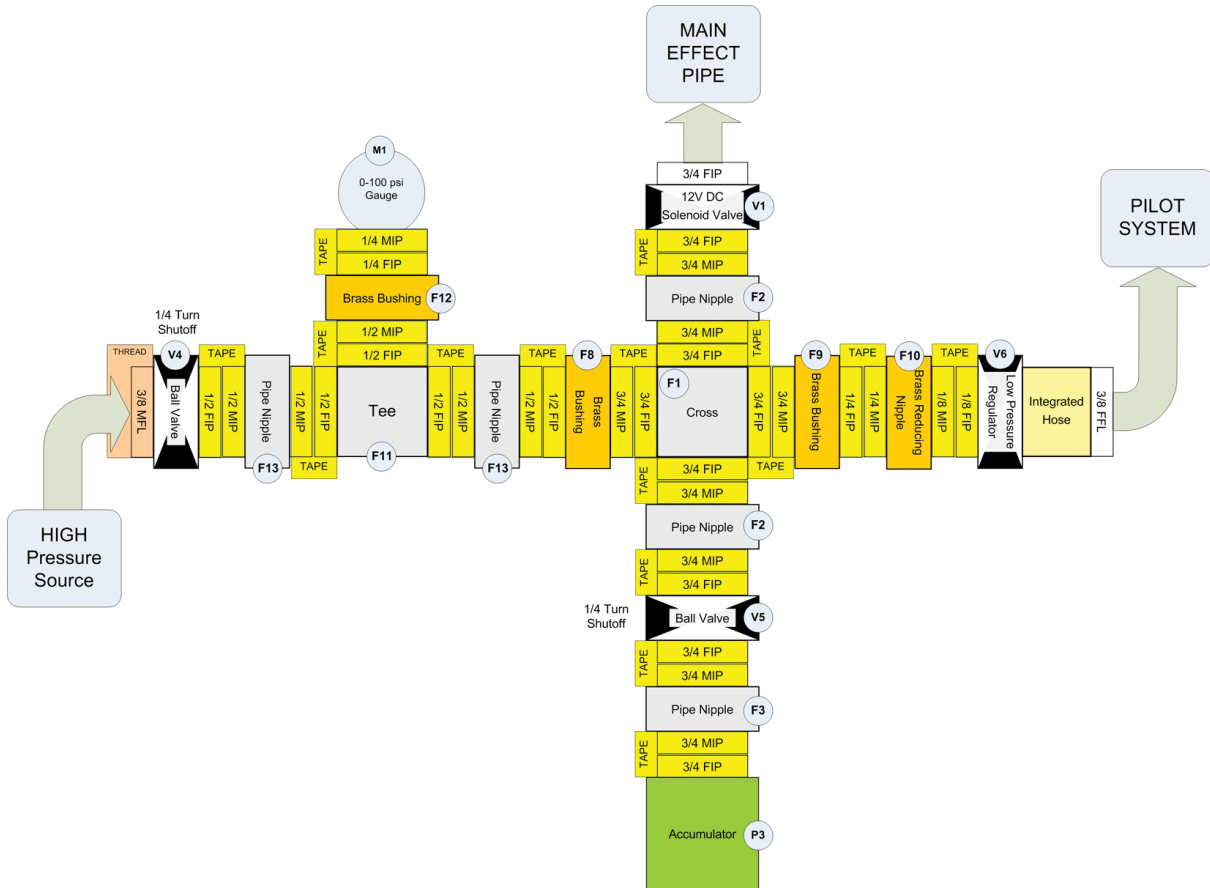 MAIN
EFFECT
PIPE
M1
0-100 psi
Gauge
3/4 FIP
12V DC
Solenoid Valve
V1
PILOT
SYSTEM
TAPE
1/4 MIP
1/4 FIP
TAPE
3/4 FIP
3/4 MIP
Brass Bushing
F12
Pipe Nipple
F2
1/4 Turn
Shutoff
TAPE
1/2 MIP
1/2 FIP
3/4 MIP
3/4 FIP
TAPE
THREAD
3/8 MFL
V4
Ball Valve
TAPE
1/2 FIP
1/2 MIP
Pipe Nipple
F13
1/2 MIP
1/2 FIP
TAPE
Tee
F11
TAPE
1/2 FIP
1/2 MIP
Pipe Nipple
F13
TAPE
1/2 MIP
1/2 FIP
F8
Brass
Bushing
TAPE
3/4 MIP
3/4 FIP
F1
Cross
3/4 FIP
3/4 MIP
TAPE
F9
Brass Bushing
TAPE
1/4 FIP
1/4 MIP
F10
Brass Reducing
Nipple
TAPE
1/8 MIP
1/8 FIP
V6
Low Pressure
Regulator
Integrated
Hose
3/8 FFL
HIGH
Pressure
Source
TAPE
3/4 FIP
3/4 MIP
Pipe Nipple
F2
TAPE
3/4 MIP
3/4 FIP
1/4 Turn
Shutoff
Ball Valve
V5
TAPE
3/4 FIP
3/4 MIP
Pipe Nipple
F3
TAPE
3/4 MIP
3/4 FIP
Accumulator
P3